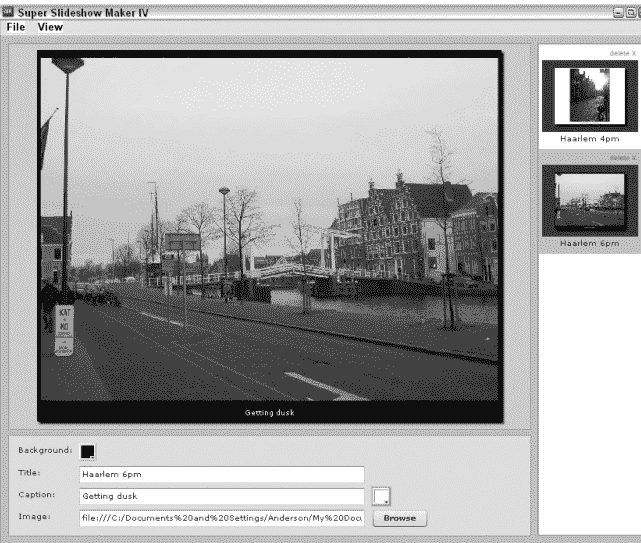 Super Slideshow Maker IV
File View
delete X
Haarlem 4pm
delete X
Haarlem 6pm
Getting dusk
Background:
Title: Haarlem 6pm
Caption: Getting dusk
Image: file:///C:/Documents%20and%20Settings/Anderson/My%20Docu
Browse